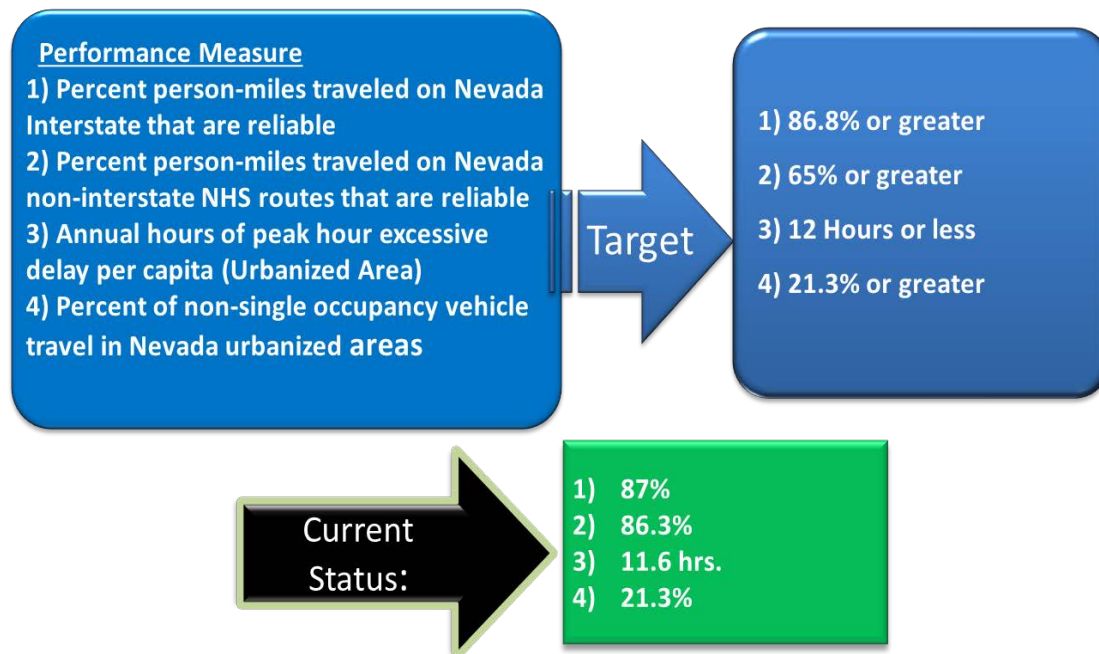 Performance Measure
1) Percent person-miles traveled on Nevada
Interstate that are reliable
2) Percent person-miles traveled on Nevada
non-interstate NHS routes that are reliable
3) Annual hours of peak hour excessive
delay per capita (Urbanized Area)
4) Percent of non-single occupancy vehicle
travel in Nevada urbanized areas
Target
1) 86.8% or greater
2) 65% or greater
3) 12 Hours or less
4) 21.3% or greater
Current
Status:
1) 87%
2) 86.3%
3) 11.6 hrs.
4) 21.3%